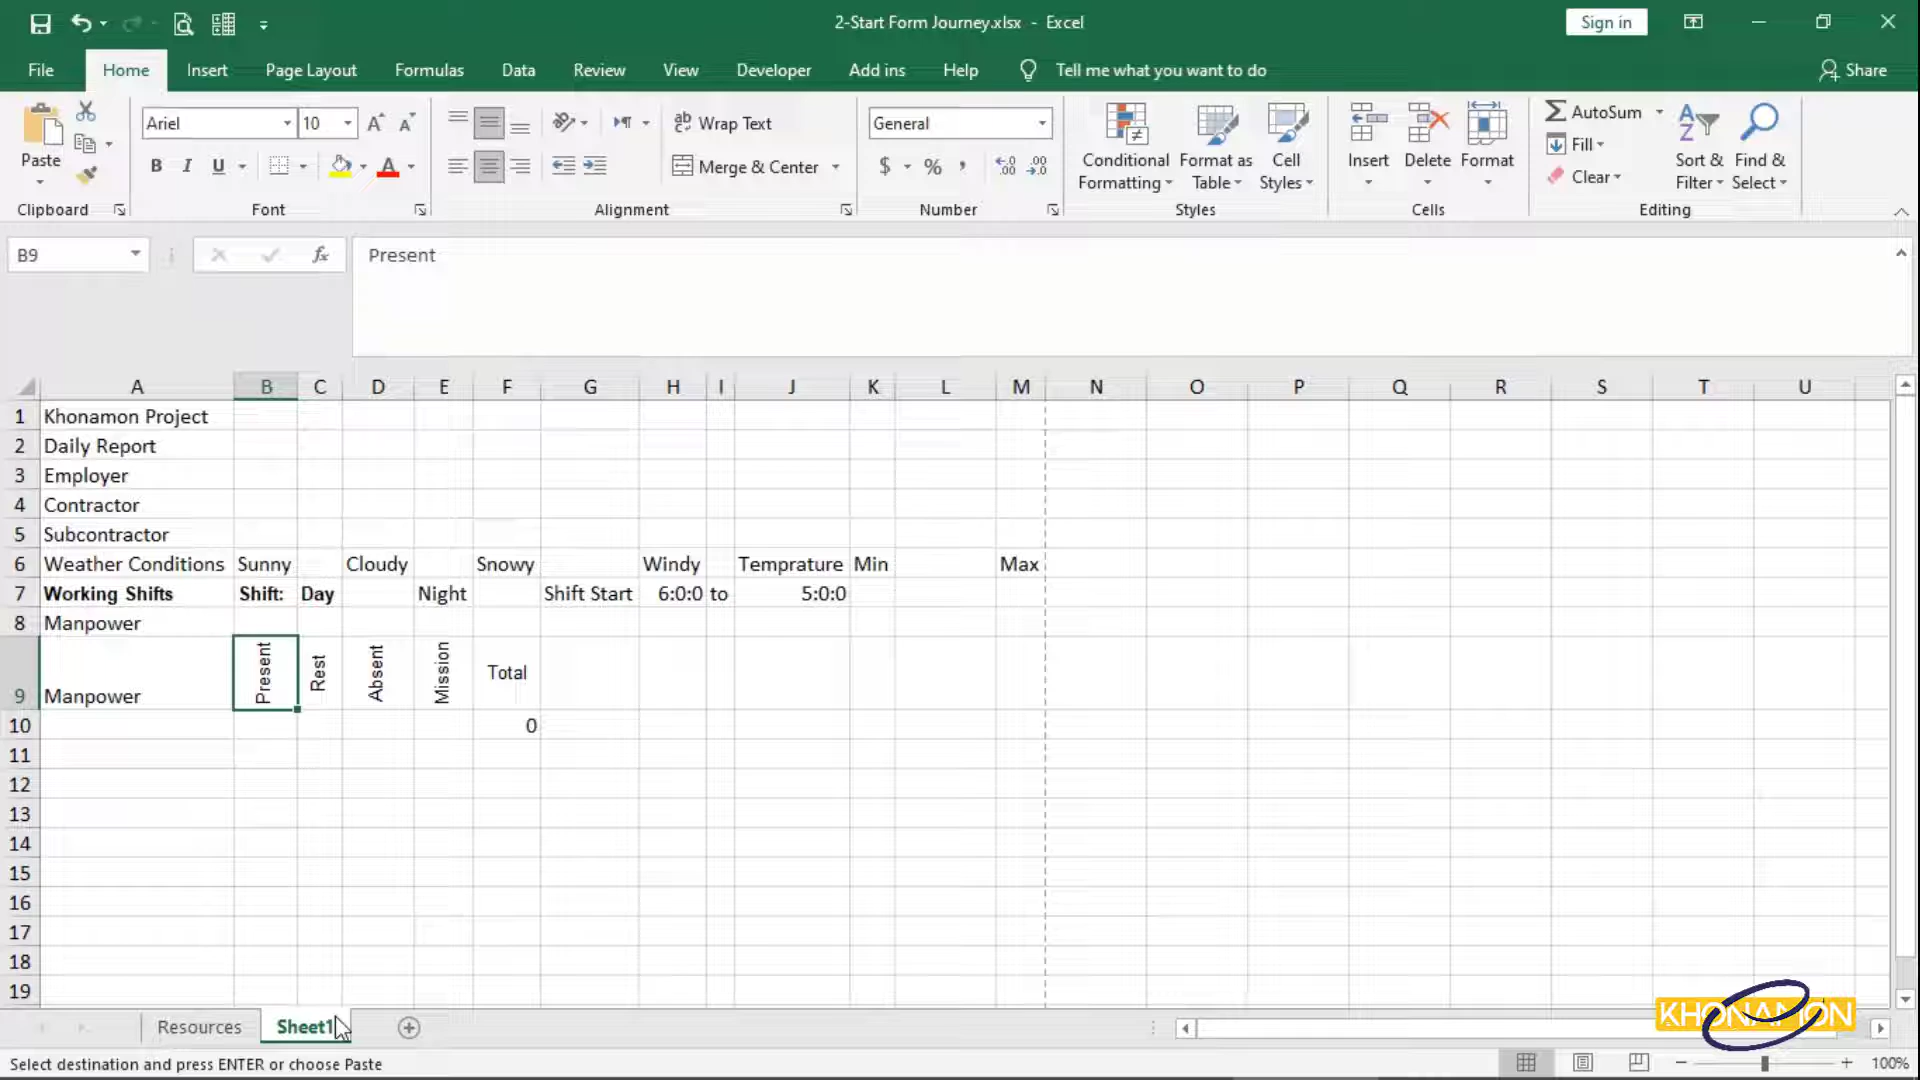 2-Start Form Journey.xlsx - Excel
Sign in
File Home Insert Page Layout Formulas Data Review View Developer Add ins Help Tell me what you want to do Share
Paste
Clipboard
Ariel 10
B I U A
Font
ab Wrap Text
Merge & Center
Alignment
General
$ % ,
Number
Conditional Formatting
Format as Table
Cell Styles
Styles
Insert Delete Format
Cells
AutoSum
Fill
Clear
Sort & Filter
Find & Select
Editing
B9 fx Present
A B C D E F G H I J K L M N O P Q R S T U
1 Khonamon Project
2 Daily Report
3 Employer
4 Contractor
5 Subcontractor
6 Weather Conditions Sunny Cloudy Snowy Windy Temprature Min Max
7 Working Shifts Shift: Day Night Shift Start 6:0:0 to 5:0:0
8 Manpower
9 Manpower Present Rest Absent Mission Total
10 0
11
12
13
14
15
16
17
18
19
Resources Sheet1
KHONAMON
Select destination and press ENTER or choose Paste
100%